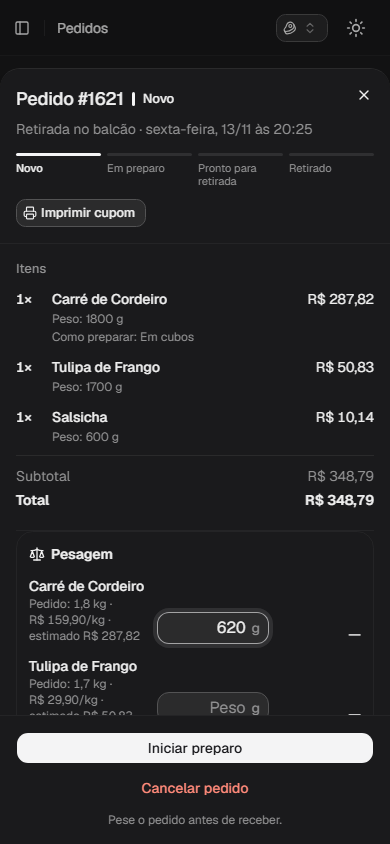 Pedidos
Pedido #1621
Novo
Retirada no balcão · sexta-feira, 13/11 às 20:25
Novo
Em preparo
Pronto para
retirada
Retirado
Imprimir cupom
Itens
1× Carré de Cordeiro R$ 287,82
Peso: 1800 g
Como preparar: Em cubos
1× Tulipa de Frango R$ 50,83
Peso: 1700 g
1× Salsicha R$ 10,14
Peso: 600 g
Subtotal R$ 348,79
Total R$ 348,79
Pesagem
Carré de Cordeiro
Pedido: 1,8 kg ·
R$ 159,90/kg ·
estimado R$ 287,82
620 g
—
Tulipa de Frango
Pedido: 1,7 kg ·
R$ 29,90/kg ·
estimado R$ 50,83
Peso g
—
Iniciar preparo
Cancelar pedido
Pese o pedido antes de receber.